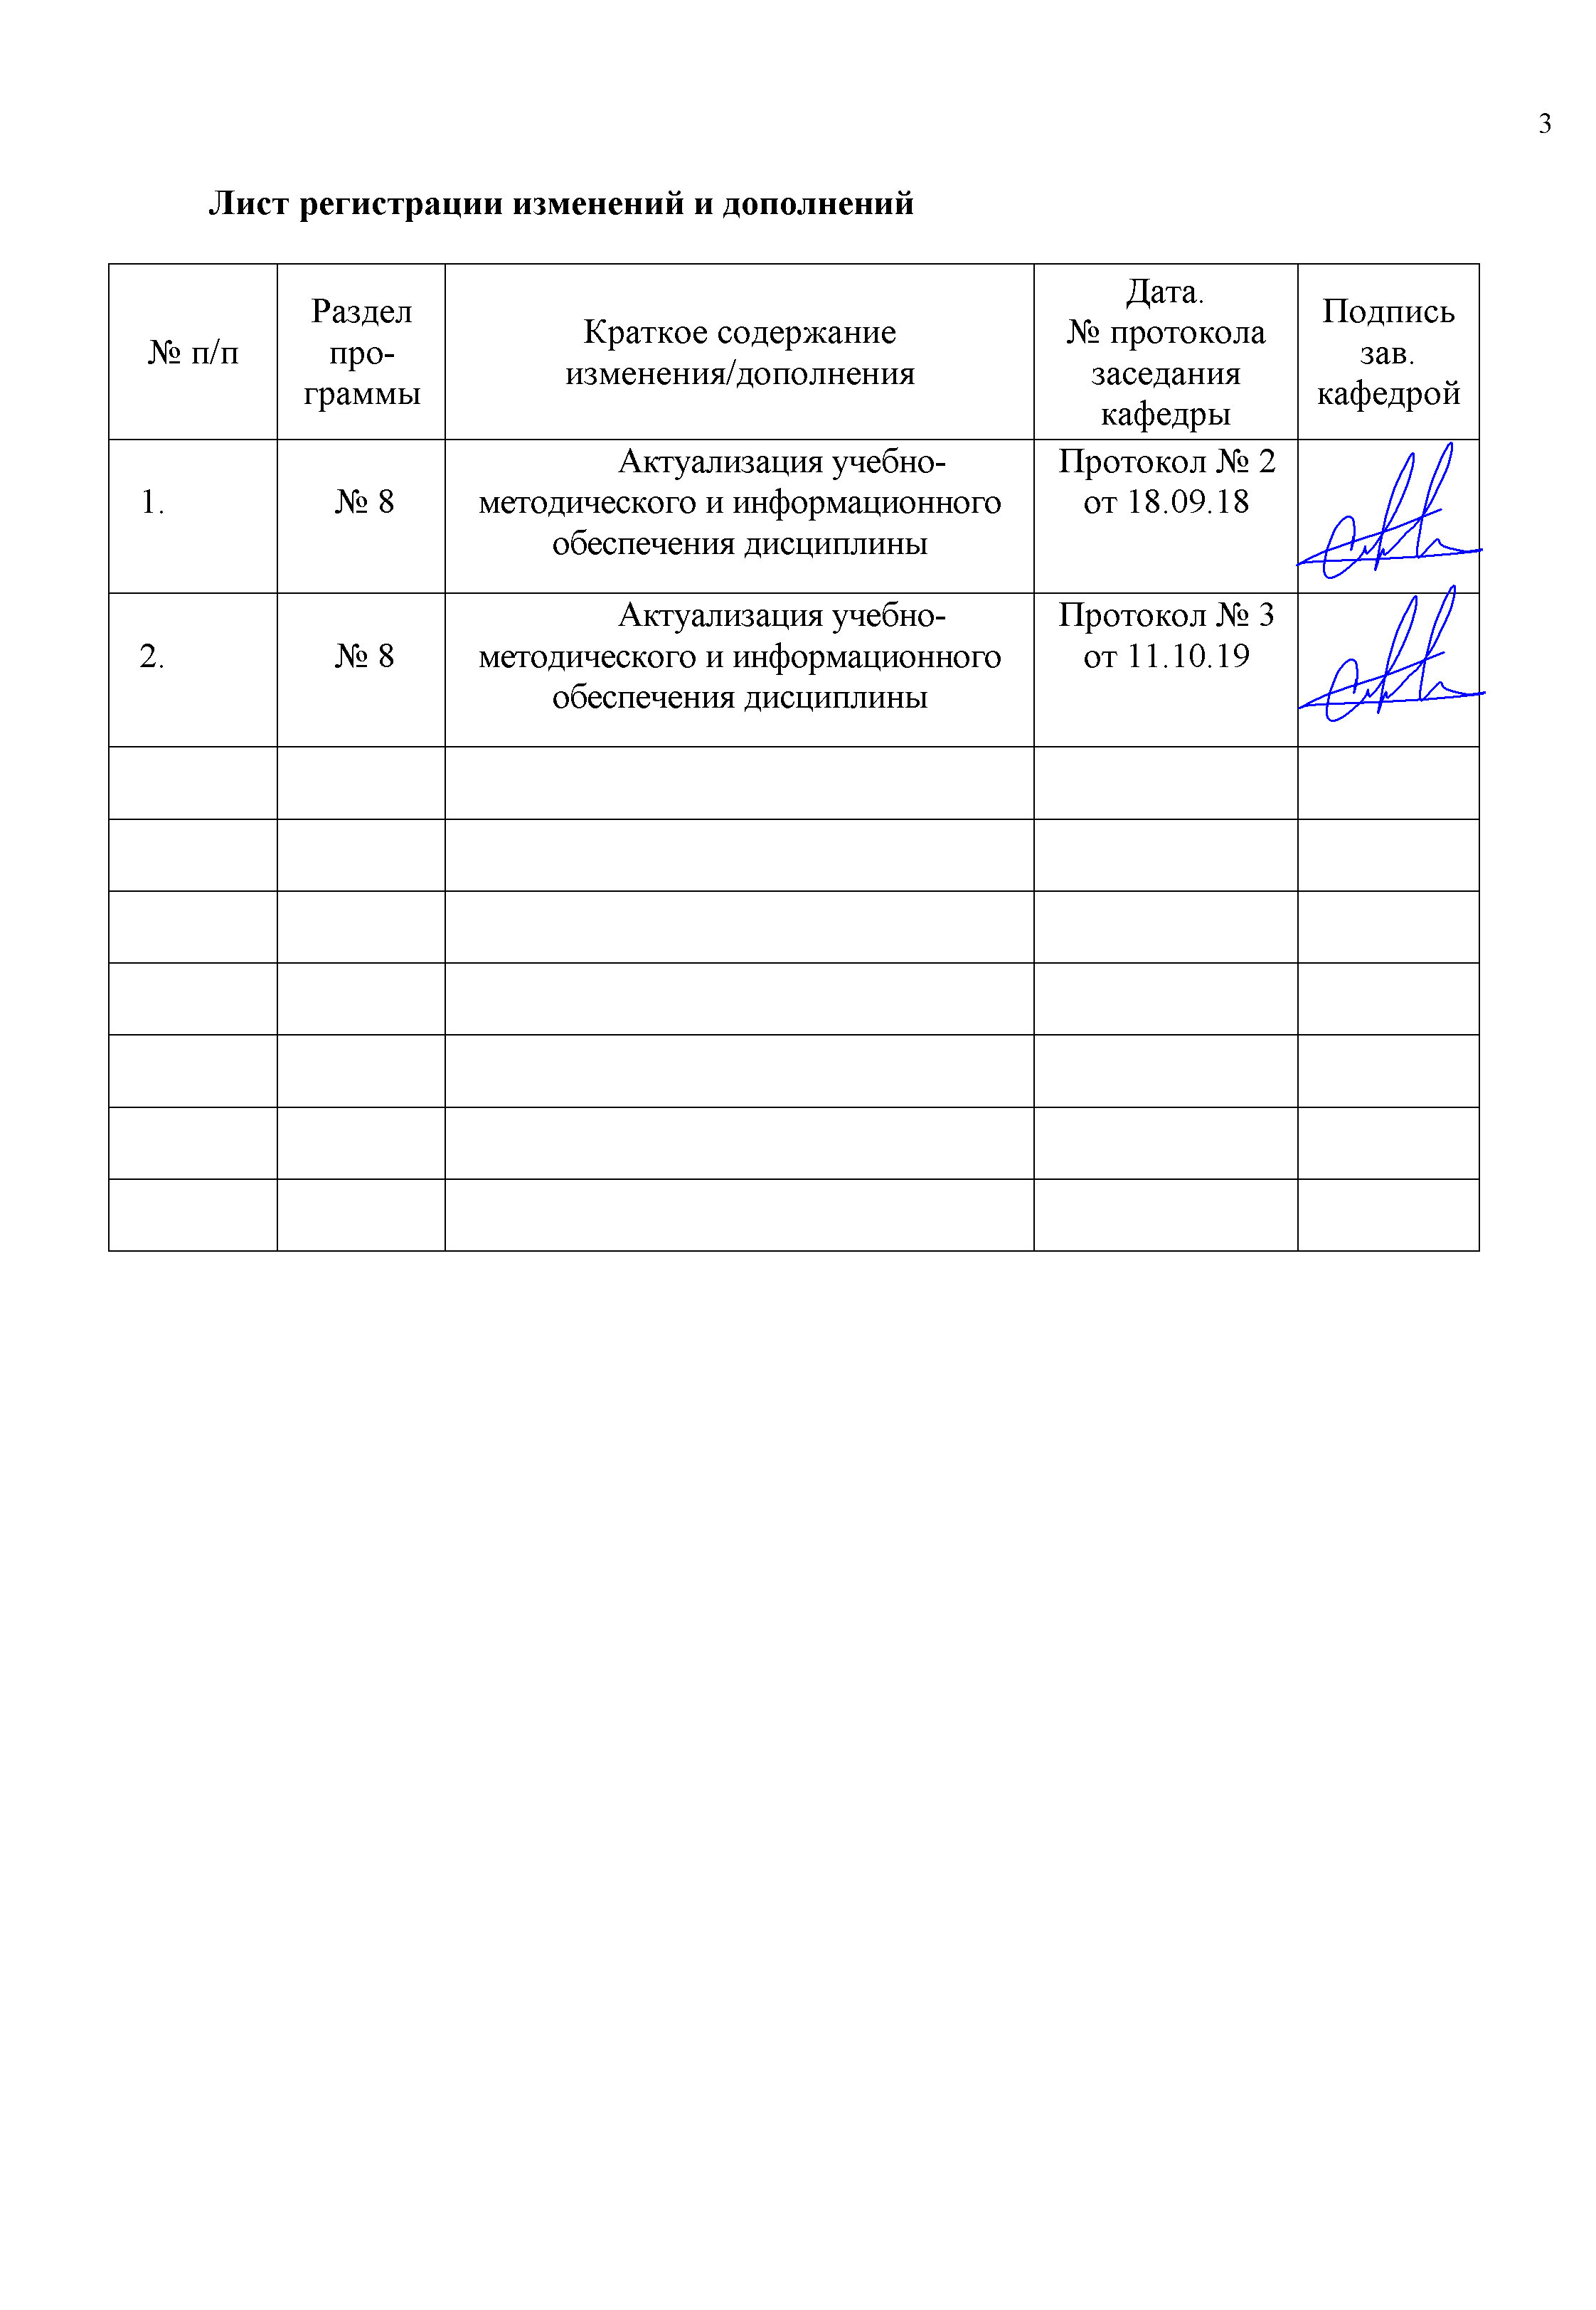 3
Лист регистрации изменений и дополнений
№ п/п
Раздел
про-
граммы
Краткое содержание
изменения/дополнения
Дата.
№ протокола
заседания
кафедры
Подпись
зав.
кафедрой
1.
№ 8
Актуализация учебно-
методического и информационного
обеспечения дисциплины
Протокол № 2
от 18.09.18
2.
№ 8
Актуализация учебно-
методического и информационного
обеспечения дисциплины
Протокол № 3
от 11.10.19